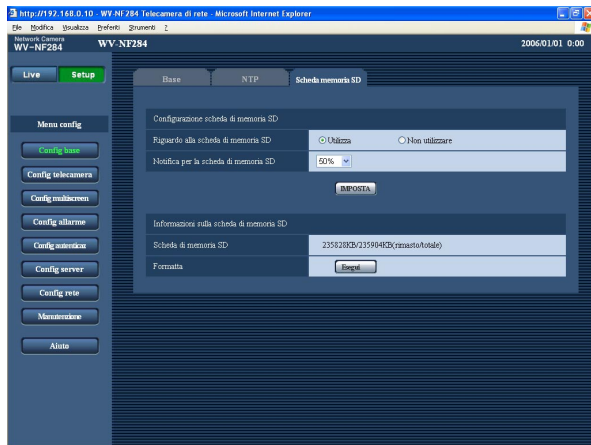 http://192.168.0.10 - WV-NF284 Telecamera di rete - Microsoft Internet Explorer
File Modifica Visualizza Preferiti Strumenti ?
Network Camera
WV-NF284
WV-NF284
2006/01/01 0:00
Live Setup
Base NTP Scheda memoria SD
Menu config
Config base
Config telecamera
Config multiscreen
Config allarme
Config autenticaz
Config server
Config rete
Manutenzione
Aiuto
Configurazione scheda di memoria SD
Riguardo alla scheda di memoria SD Utilizza Non utilizzare
Notifica per la scheda di memoria SD 50%
IMPOSTA
Informazioni sulla scheda di memoria SD
Scheda di memoria SD 235828KB/235904KB(rimasto/totale)
Formatta Esegui